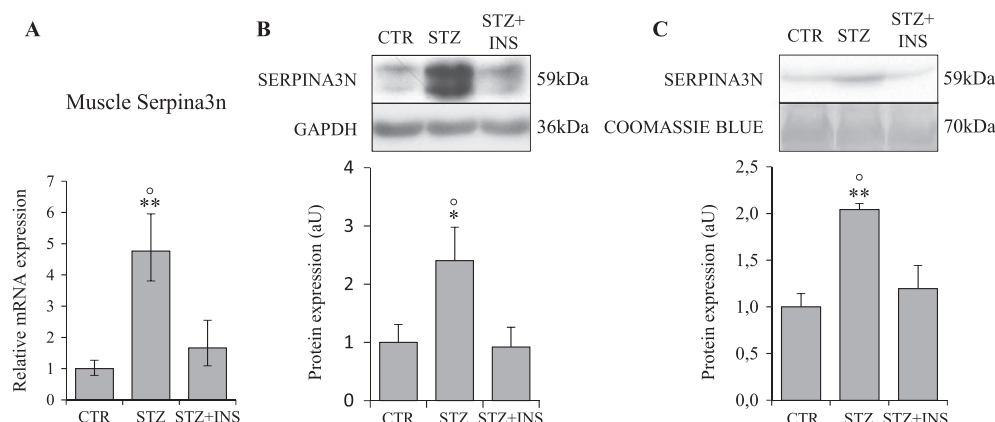 A
Muscle Serpina3n
Relative mRNA expression
7
6
5
4
3
2
1
0
°
**
CTR STZ STZ+INS
B
CTR STZ STZ+
INS
SERPINA3N 59kDa
GAPDH 36kDa
Protein expression (aU)
4
3
2
1
0
°
*
CTR STZ STZ+INS
C
CTR STZ STZ+
INS
SERPINA3N 59kDa
COOMASSIE BLUE 70kDa
Protein expression (aU)
2,5
2,0
1,5
1,0
0,5
0,0
°
**
CTR STZ STZ+INS